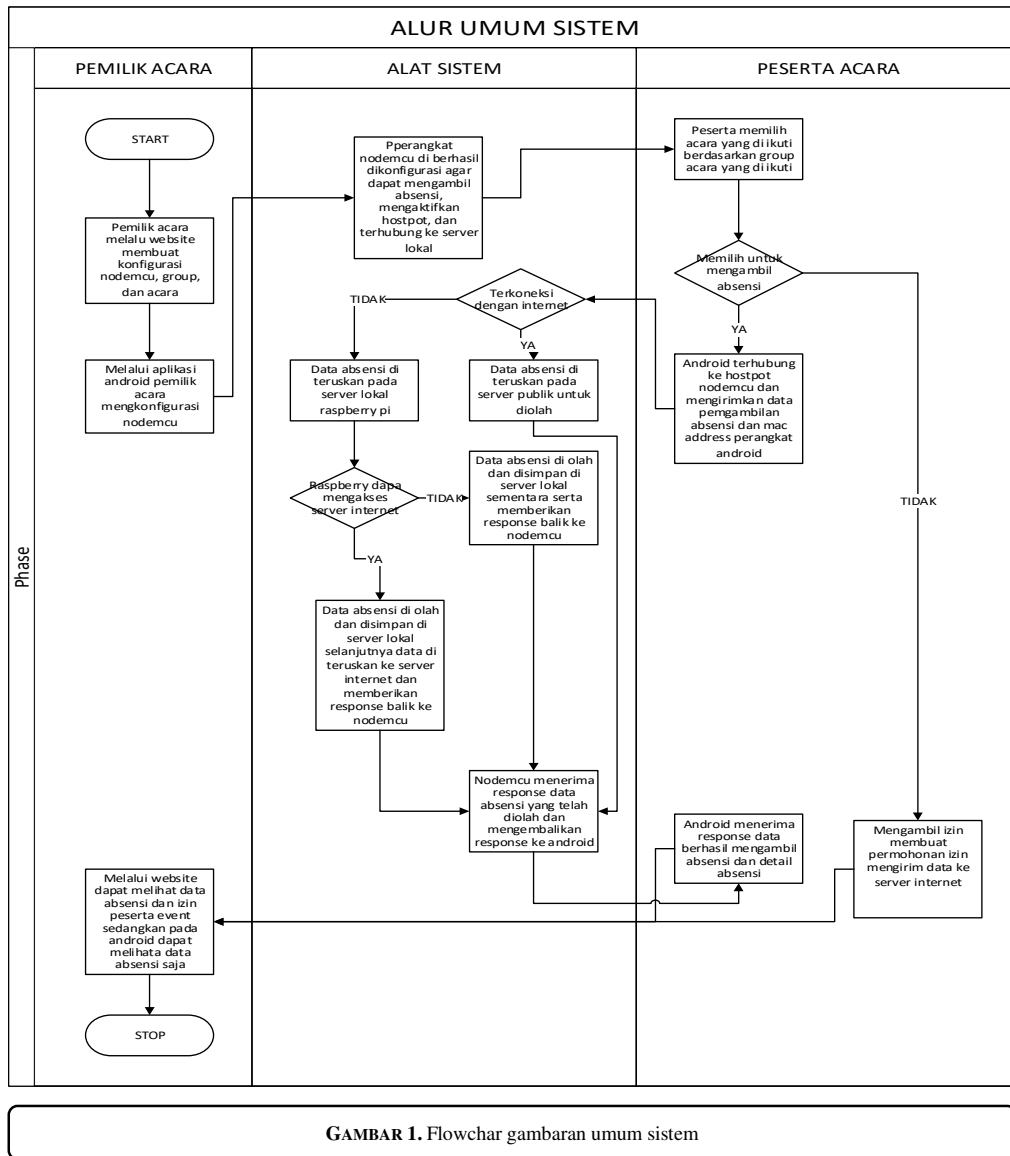 ALUR UMUM SISTEM
PEMILIK ACARA
ALAT SISTEM
PESERTA ACARA
Phase
START
Pemilik acara
melalu website
membuat
konfigurasi
nodemcu, group,
dan acara
Melalui aplikasi
android pemilik
acara
mengkonfigurasi
nodemcu
Pperangkat
nodemcu di berhasil
dikonfigurasi agar
dapat mengambil
absensi,
mengaktifkan
hostpot, dan
terhubung ke server
lokal
Peserta memilih
acara yang di ikuti
berdasarkan group
acara yang di ikuti
Memilih untuk
mengambil
absensi
YA
TIDAK
Android terhubung
ke hostpot
nodemcu dan
mengirimkan data
pemgambilan
absensi dan mac
address perangkat
android
Terkoneksi
dengan internet
TIDAK
YA
Data absensi di
teruskan pada
server lokal
raspberry pi
Data absensi di
teruskan pada
server publik untuk
diolah
Raspberry dapa
mengakses
server internet
TIDAK
YA
Data absensi di olah
dan disimpan di
server lokal
sementara serta
memberikan
response balik ke
nodemcu
Data absensi di olah
dan disimpan di
server lokal
selanjutnya data di
teruskan ke server
internet dan
memberikan
response balik ke
nodemcu
Nodemcu menerima
response data
absensi yang telah
diolah dan
mengembalikan
response ke android
Android menerima
response data
berhasil mengambil
absensi dan detail
absensi
Mengambil izin
membuat
permohonan izin
mengirim data ke
server internet
Melalui website
dapat melihat data
absensi dan izin
peserta event
sedangkan pada
android dapat
melihata data
absensi saja
STOP
GAMBAR 1. Flowchar gambaran umum sistem